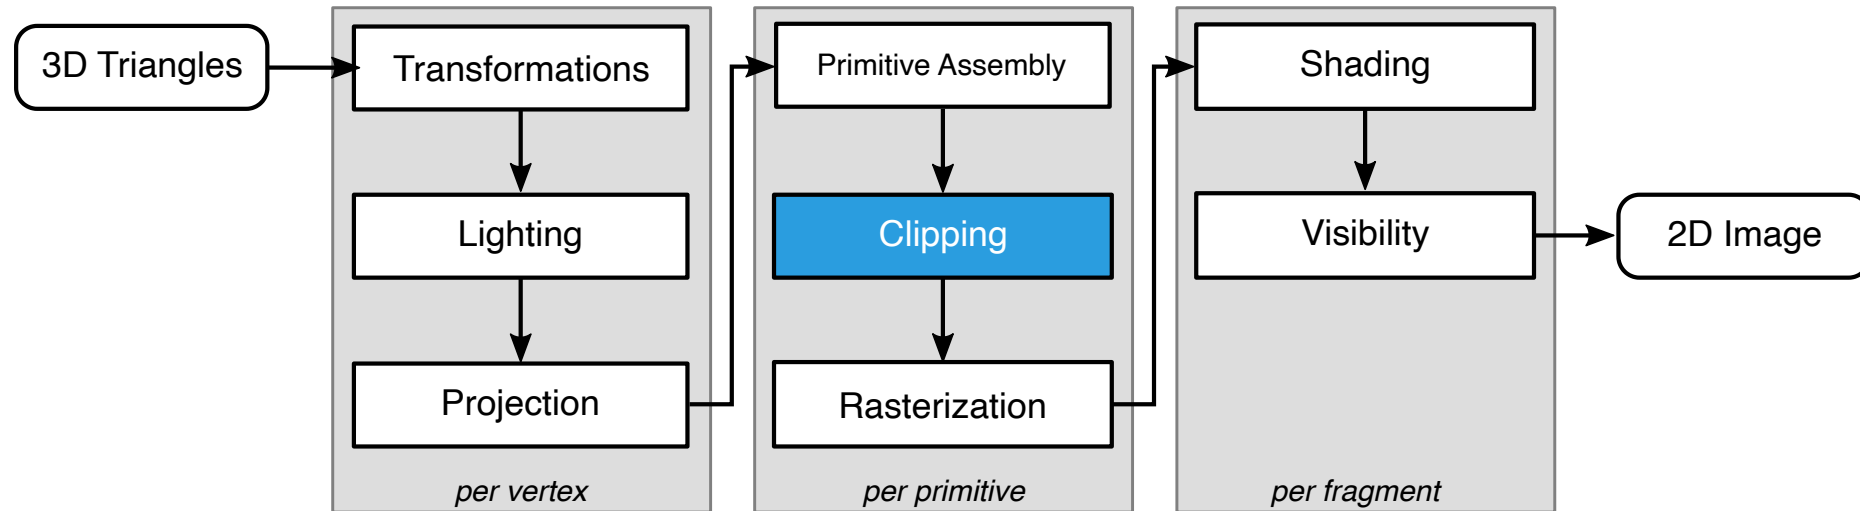 3D Triangles
Transformations
Lighting
Projection
per vertex
Primitive Assembly
Clipping
Rasterization
per primitive
Shading
Visibility
per fragment
2D Image